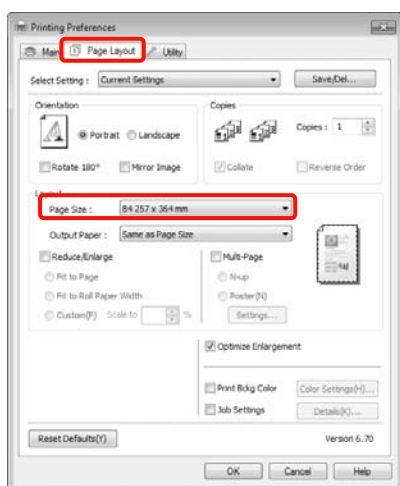 Printing Preferences
Main Page Layout Utility
Select Setting : Current Settings Save/Del...
Orientation Copies
Portrait Landscape Copies : 1
Rotate 180° Mirror Image Collate Reverse Order
Layout
Page Size : B4 257 x 364 mm
Output Paper : Same as Page Size
Reduce/Enlarge Multi-Page
Fit to Page N-up
Fit to Roll Paper Width Poster(N)
Custom(F) Scale to % Settings...
Optimize Enlargement
Print Bckg Color Color Settings(H)...
Job Settings Details(K)...
Reset Defaults(Y) Version 6.70
OK Cancel Help